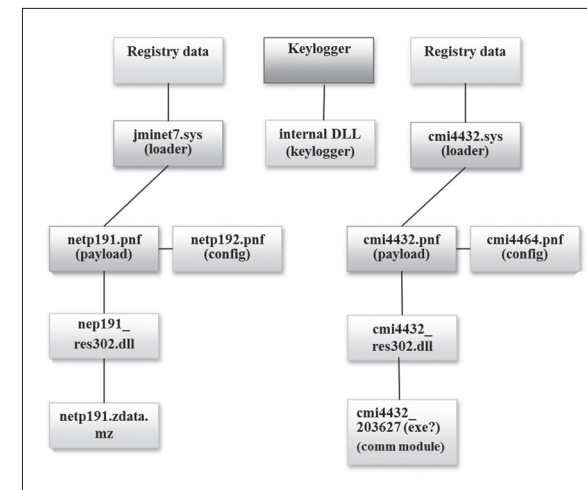 Registry data
Keylogger
Registry data
jminet7.sys
(loader)
internal DLL
(keylogger)
cmi4432.sys
(loader)
netp191.pnf
(payload)
netp192.pnf
(config)
cmi4432.pnf
(payload)
cmi4464.pnf
(config)
nep191_
res302.dll
cmi4432_
res302.dll
netp191.zdata.
mz
cmi4432_
203627 (exe?)
(comm module)